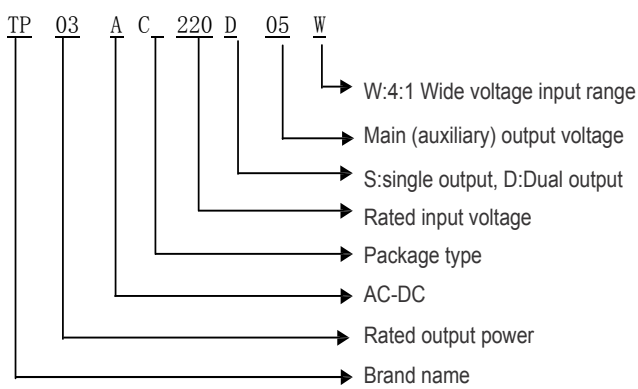 TP 03 A C 220 D 05 W
W:4:1 Wide voltage input range
Main (auxiliary) output voltage
S:single output, D:Dual output
Rated input voltage
Package type
AC-DC
Rated output power
Brand name